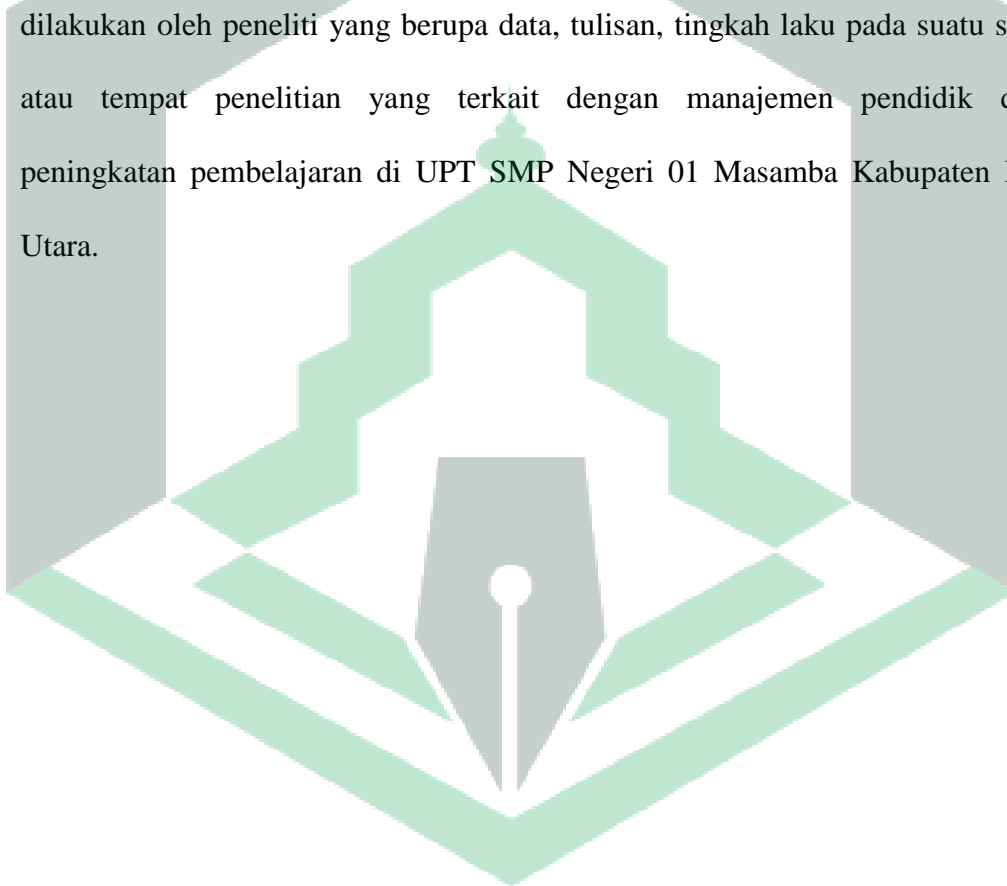 dilakukan oleh peneliti yang berupa data, tulisan, tingkah laku pada suatu
atau tempat penelitian yang terkait dengan manajemen pendidik
peningkatan pembelajaran di UPT SMP Negeri 01 Masamba Kabupaten
Utara.